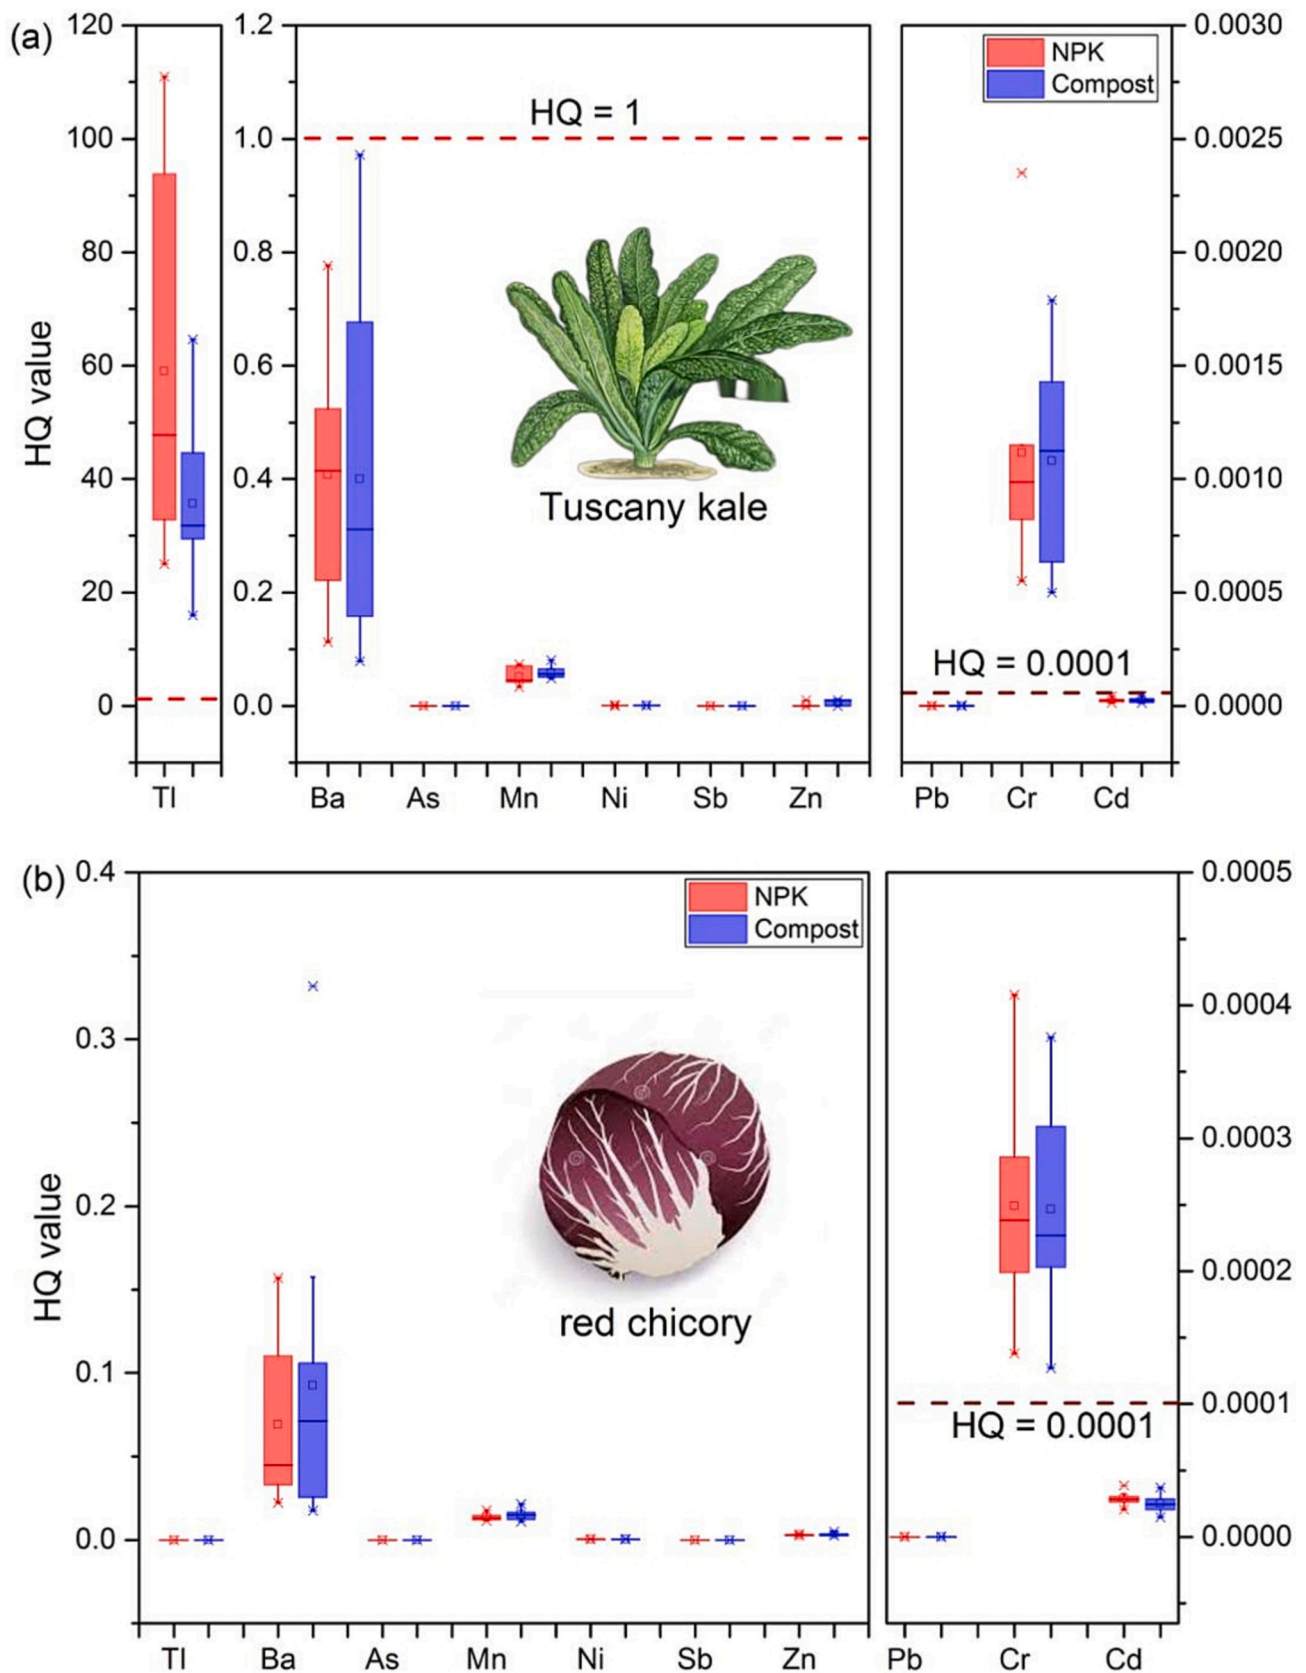 (a)
120
100
80
60
40
20
0
HQ value
Tl
1.2
1.0
0.8
0.6
0.4
0.2
0.0
HQ = 1
Tuscany kale
Ba As Mn Ni Sb Zn
NPK
Compost
HQ = 0.0001
0.0030
0.0025
0.0020
0.0015
0.0010
0.0005
0.0000
Pb Cr Cd
(b)
0.4
0.3
0.2
0.1
0.0
HQ value
NPK
Compost
red chicory
Tl Ba As Mn Ni Sb Zn
HQ = 0.0001
0.0005
0.0004
0.0003
0.0002
0.0001
0.0000
Pb Cr Cd